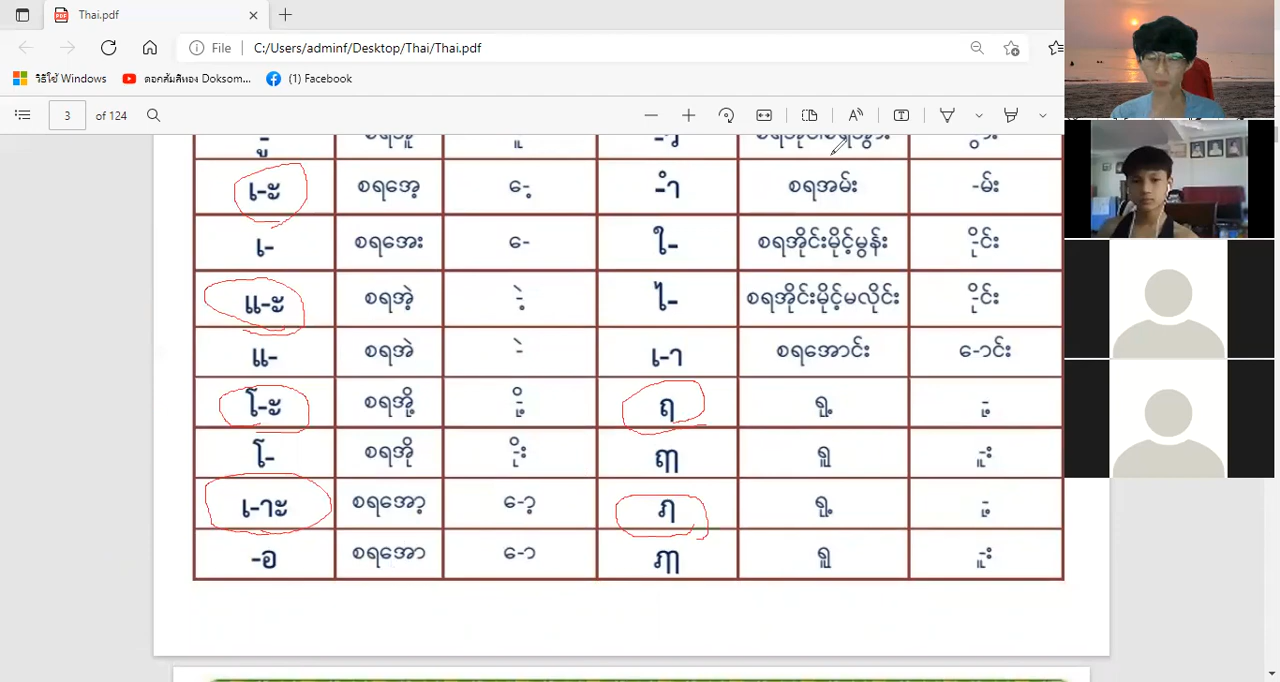 Thai.pdf
File C:/Users/adminf/Desktop/Thai/Thai.pdf
วิธีใช้ Windows ดอกส้มสีทอง Doksom... (1) Facebook
3 of 124
เ-ะ စရအေ့ ေ-့ -ำ စရအမ်း -မ်း
เ- စရအေး ေ- ใ- စရအိုင်းမိုင့်မွန်း -ိုင်း
แ-ะ စရအဲ့ -ဲ့ ไ- စရအိုင်းမိုင့်မလိုင်း -ိုင်း
แ- စရအဲ -ဲ เ-า စရအောင်း ေ-ာင်း
โ-ะ စရအို့ -ို့ ฤ ရု့ -ု့
โ- စရအို -ိုး ฤๅ ရူ -ူး
เ-าะ စရအော့ ေ-ာ့ ฦ ရု့ -ု့
-อ စရအော ေ-ာ ฦๅ ရူ -ူး